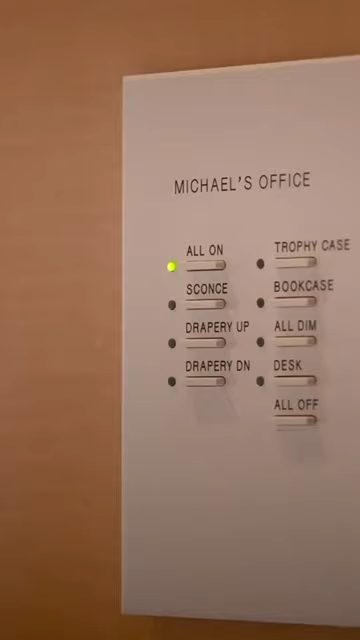 MICHAEL'S OFFICE
ALL ON
SCONCE
DRAPERY UP
DRAPERY DN
TROPHY CASE
BOOKCASE
ALL DIM
DESK
ALL OFF